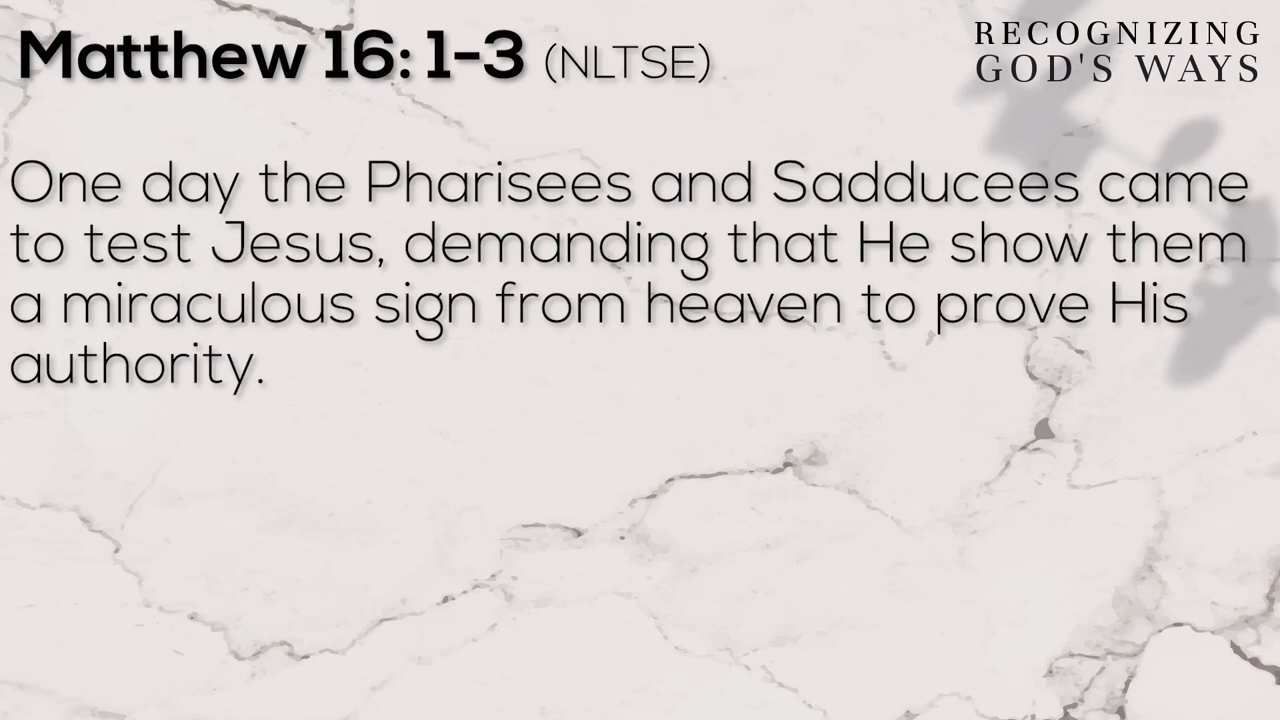 Matthew 16: 1-3 (NLTSE)
RECOGNIZING
GOD'S WAYS
One day the Pharisees and Sadducees came
to test Jesus, demanding that He show them
a miraculous sign from heaven to prove His
authority.